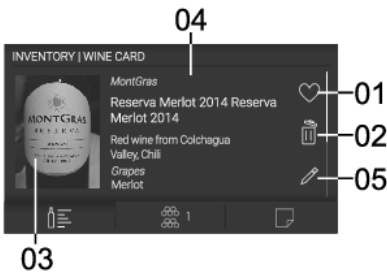 04
INVENTORY | WINE CARD
MontGras
Reserva Merlot 2014 Reserva
Merlot 2014
Red wine from Colchagua
Valley, Chili
Grapes
Merlot
MONTGRAS
RESERVA
01
02
05
1
03